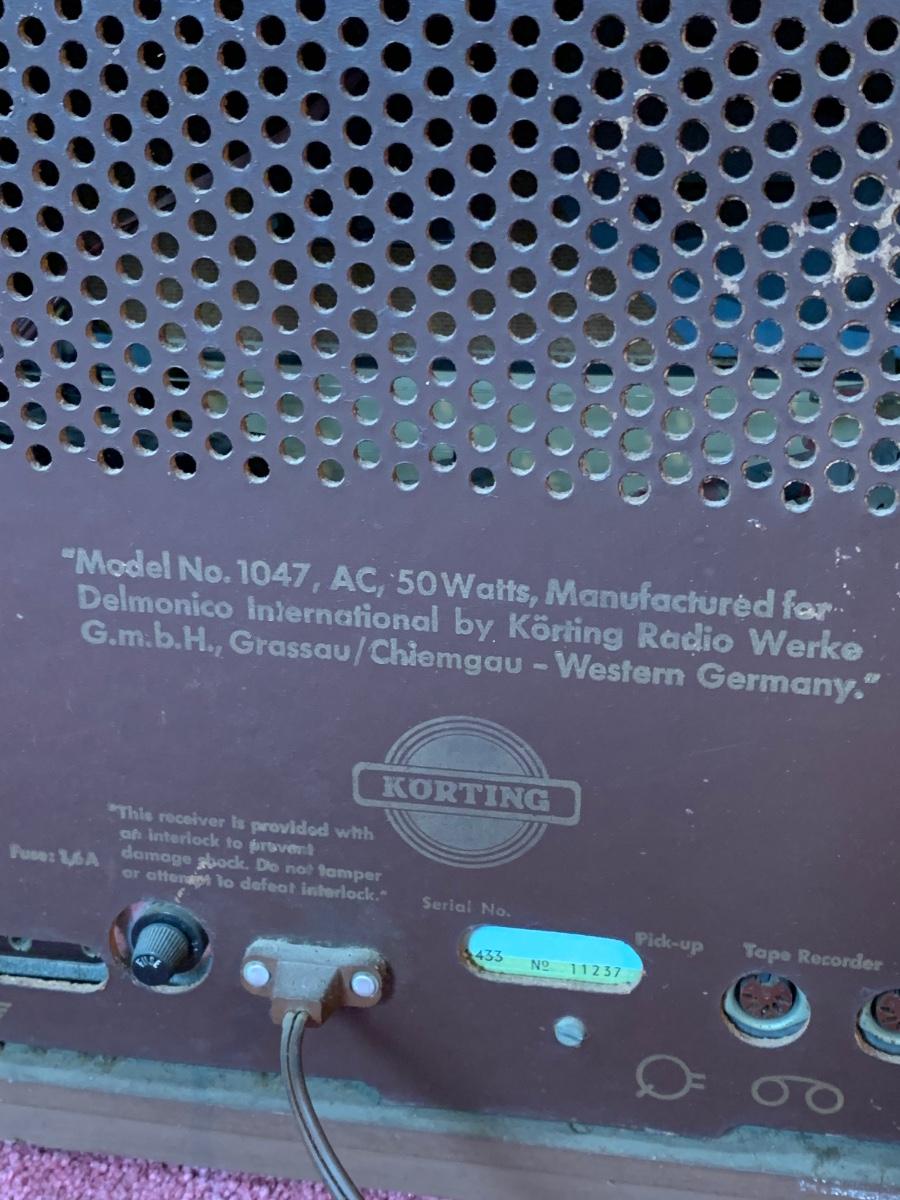 "Model No. 1047, AC, 50 Watts, Manufactured for
Delmonico International by Körting Radio Werke
G.m.b.H., Grassau/Chiemgau - Western Germany."
KÖRTING
"This receiver is provided with
an interlock to prevent
damage shock. Do not tamper
or attempt to defeat interlock."
Fuse: 1,6 A
Serial No.
433 No 11237
Pick-up
Tape Recorder